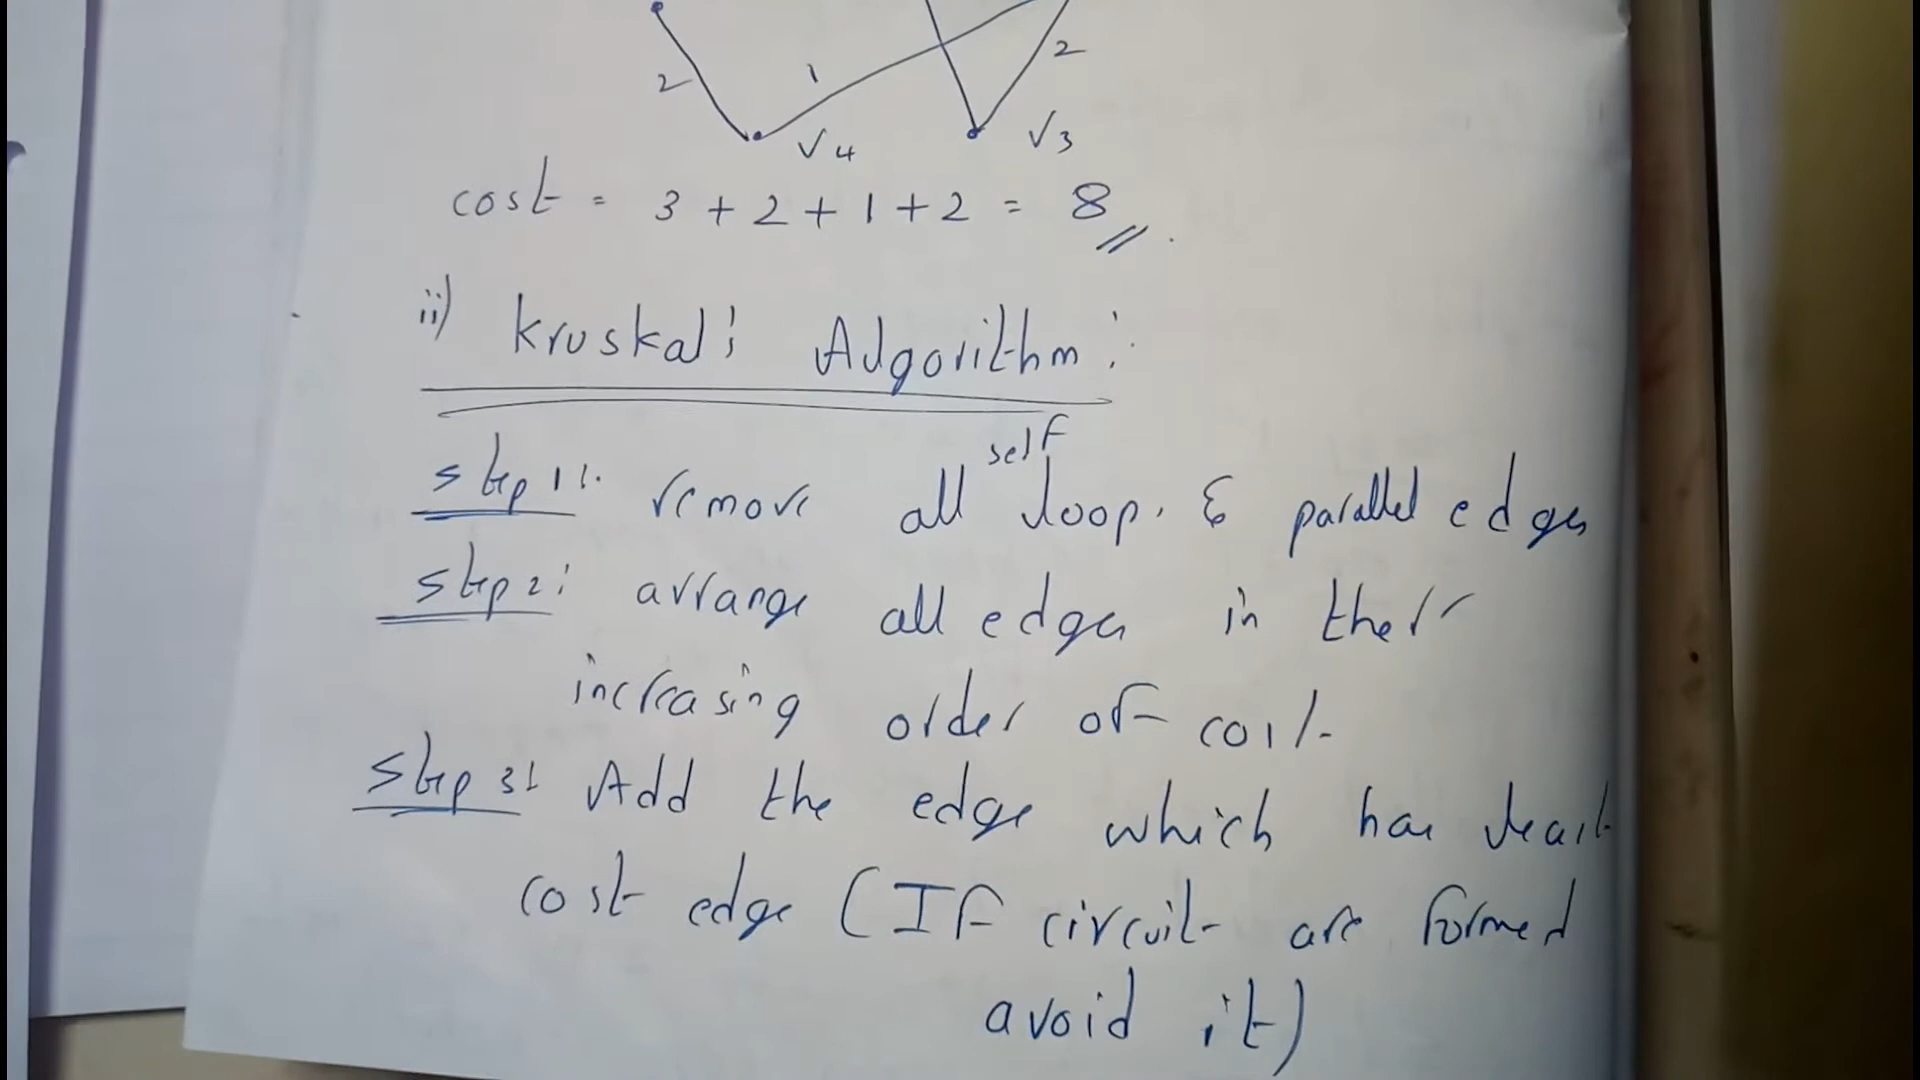 2 1 2
V4 V3
cost = 3 + 2 + 1 + 2 = 8 //.
ii) Kruskal's Algorithm:
self
step 1: remove all loop. & parallel edges
step 2: arrange all edges in their
increasing order of cost
step 3: Add the edge which has least
cost edge (IF circuit are formed
avoid it)